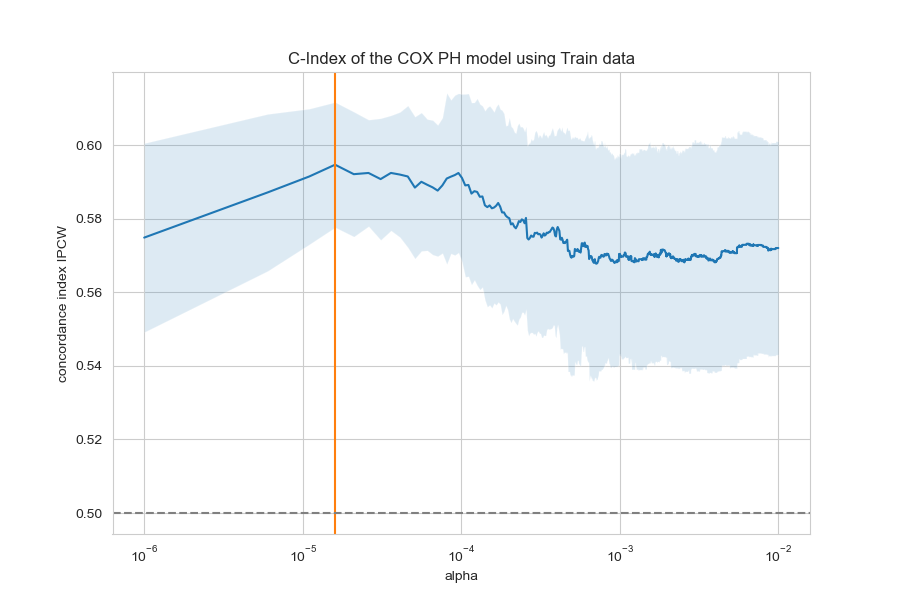 C-Index of the COX PH model using Train data
concordance index IPCW
0.60
0.58
0.56
0.54
0.52
0.50
10⁻⁶ 10⁻⁵ 10⁻⁴ 10⁻³ 10⁻²
alpha